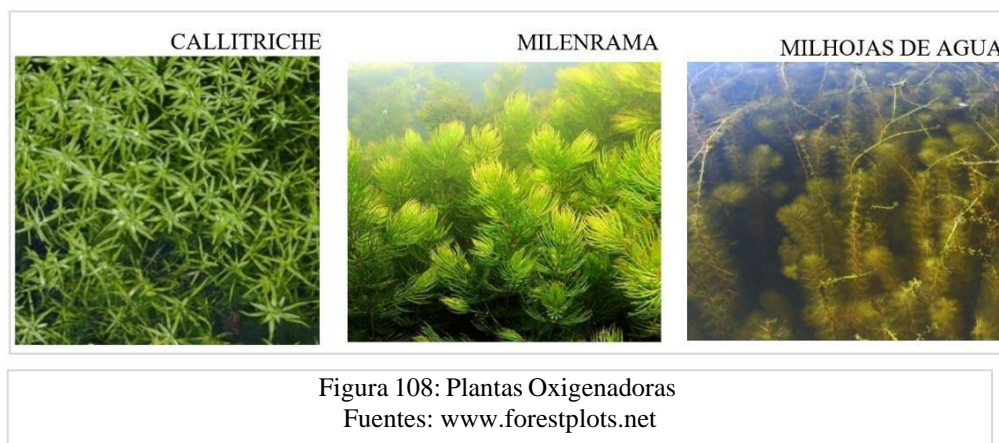 CALLITRICHE
MILENRAMA
MILHOJAS DE AGUA
Figura 108: Plantas Oxigenadoras
Fuentes: www.forestplots.net